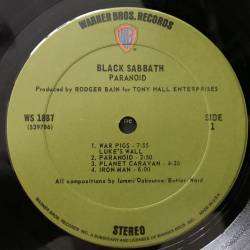 WARNER BROS. RECORDS
BLACK SABBATH
PARANOID
Produced by RODGER BAIN for TONY HALL ENTERPRISES
WS 1887
(S39706)
SIDE
1
1. WAR PIGS - 7:55
LUKE'S WALL
2. PARANOID - 2:50
3. PLANET CARAVAN - 4:30
4. IRON MAN - 6:00
All compositions by Iommi/Osbourne/Butler/Ward
STEREO